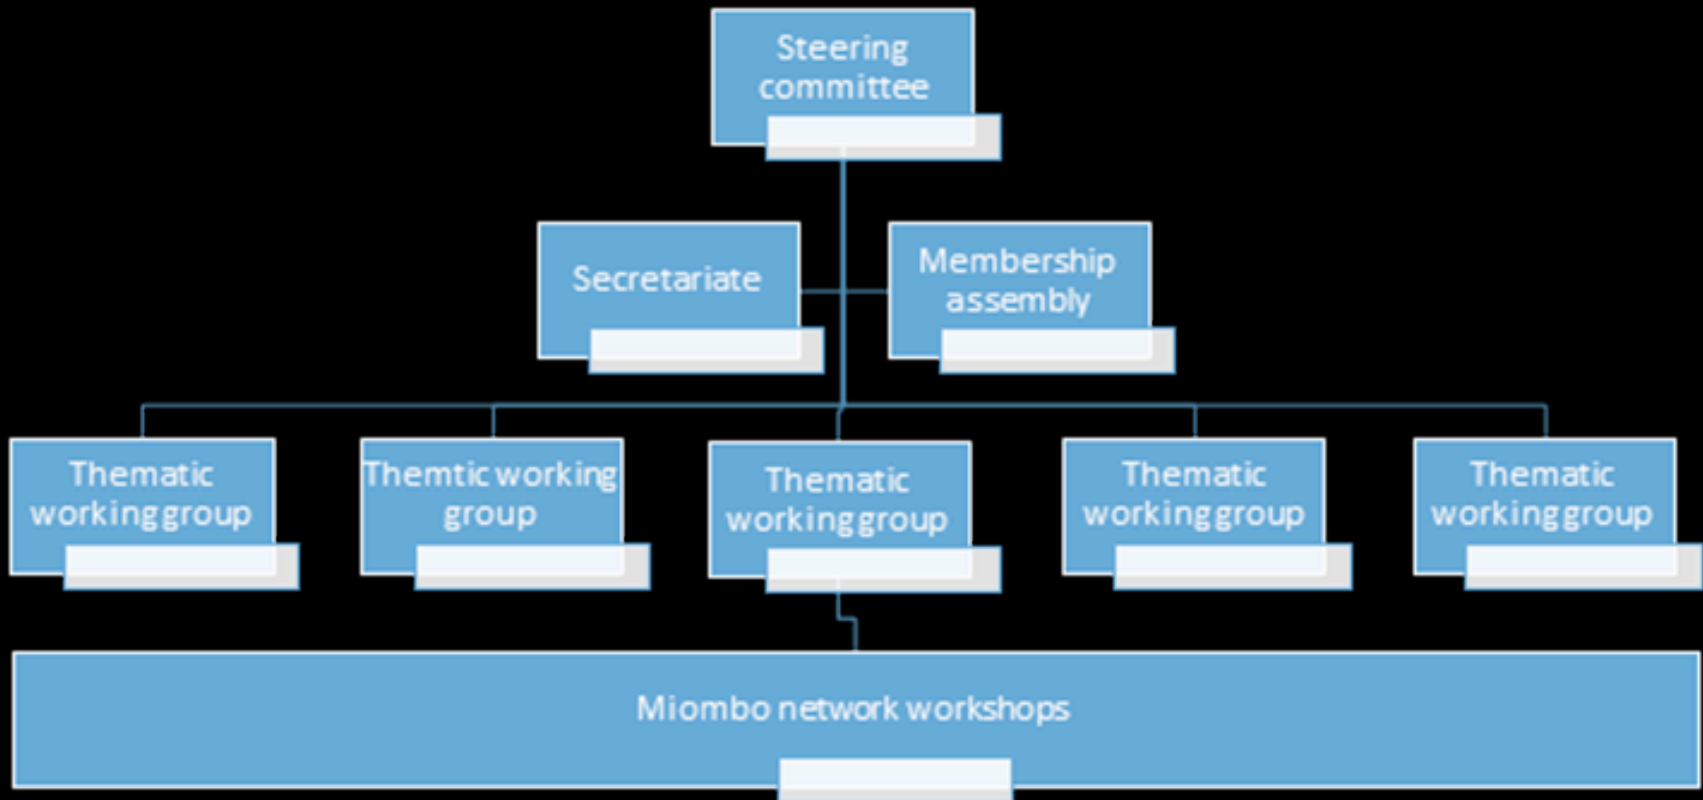 Steering
committee
Secretariate
Membership
assembly
Thematic
workinggroup
Themtic working
group
Thematic
workinggroup
Thematic
workinggroup
Thematic
workinggroup
Miombo network workshops